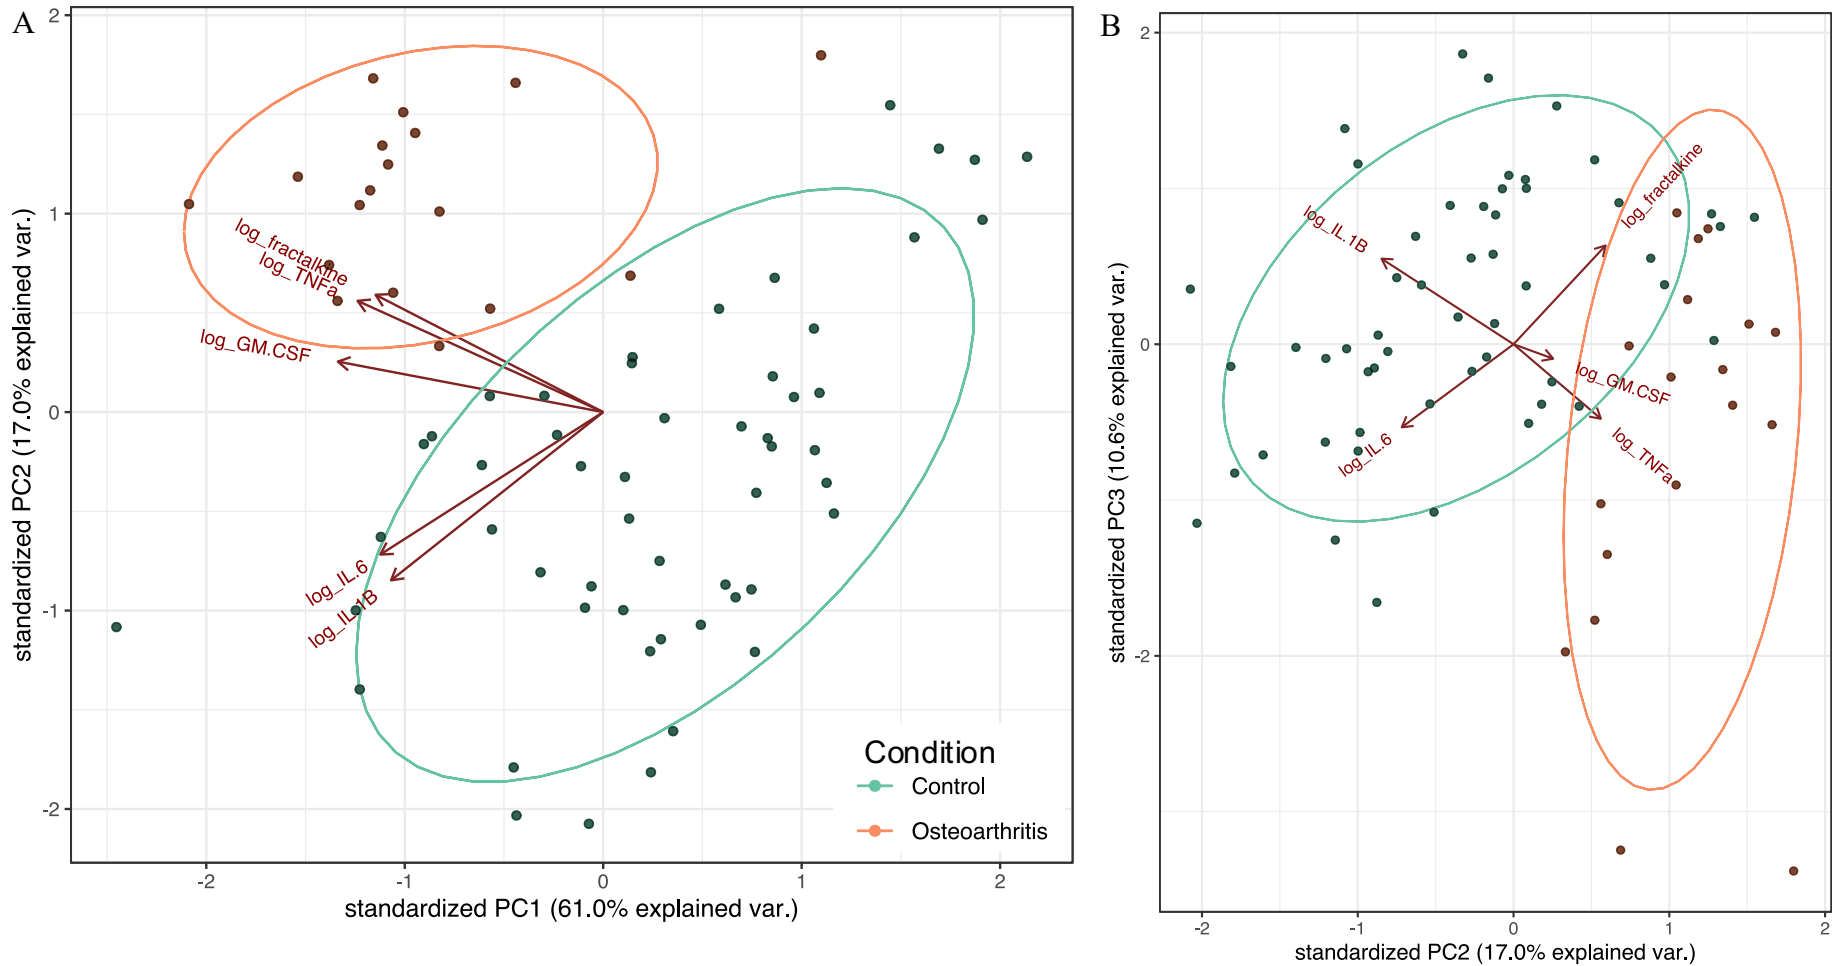 A
2
1
0
-1
-2
standardized PC2 (17.0% explained var.)
log_fractalkine
log_TNFa
log_GM.CSF
log_IL.6
log_IL.1B
Condition
Control
Osteoarthritis
-2
-1
0
1
2
standardized PC1 (61.0% explained var.)
B
2
0
-2
standardized PC3 (10.6% explained var.)
log_IL.1B
log_fractalkine
log_GM.CSF
log_IL.6
log_TNFa
-2
-1
0
1
2
standardized PC2 (17.0% explained var.)